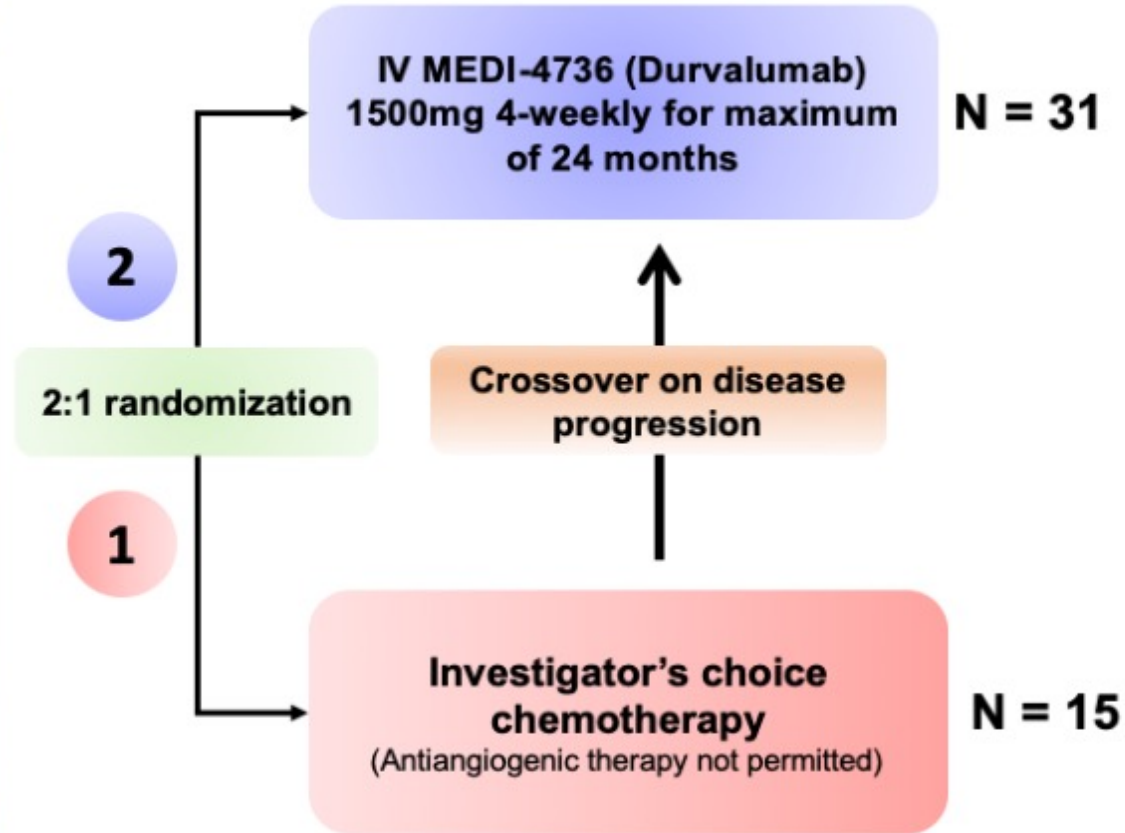 IV MEDI-4736 (Durvalumab)
1500mg 4-weekly for maximum
of 24 months
N = 31
2
2:1 randomization
Crossover on disease
progression
1
Investigator's choice
chemotherapy
(Antiangiogenic therapy not permitted)
N = 15